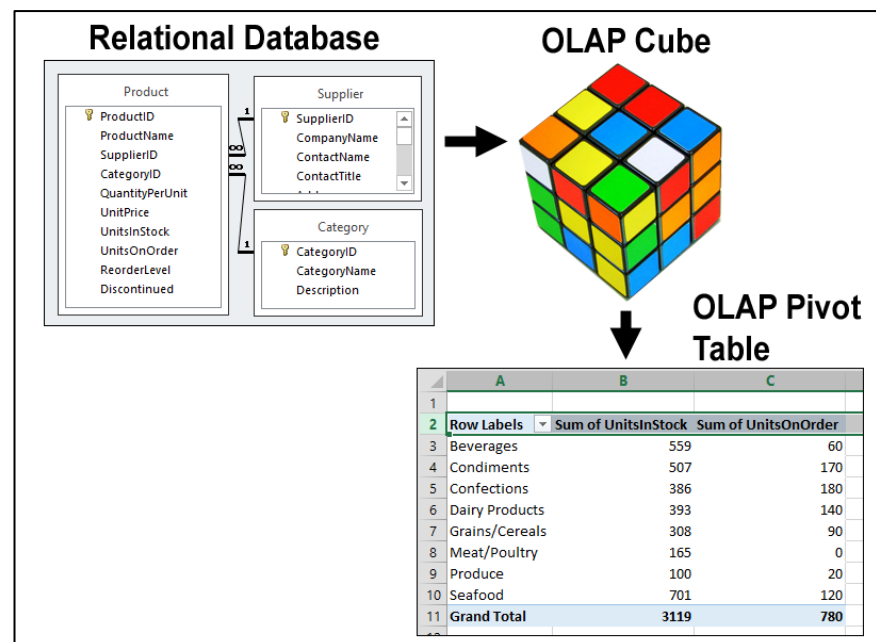 Relational Database
OLAP Cube
Product
ProductID
ProductName
SupplierID
CategoryID
QuantityPerUnit
UnitPrice
UnitsInStock
UnitsOnOrder
ReorderLevel
Discontinued
Supplier
SupplierID
CompanyName
ContactName
ContactTitle
1
∞
∞
1
Category
CategoryID
CategoryName
Description
OLAP Pivot
Table
A B C
1
2 Row Labels Sum of UnitsInStock Sum of UnitsOnOrder
3 Beverages 559 60
4 Condiments 507 170
5 Confections 386 180
6 Dairy Products 393 140
7 Grains/Cereals 308 90
8 Meat/Poultry 165 0
9 Produce 100 20
10 Seafood 701 120
11 Grand Total 3119 780